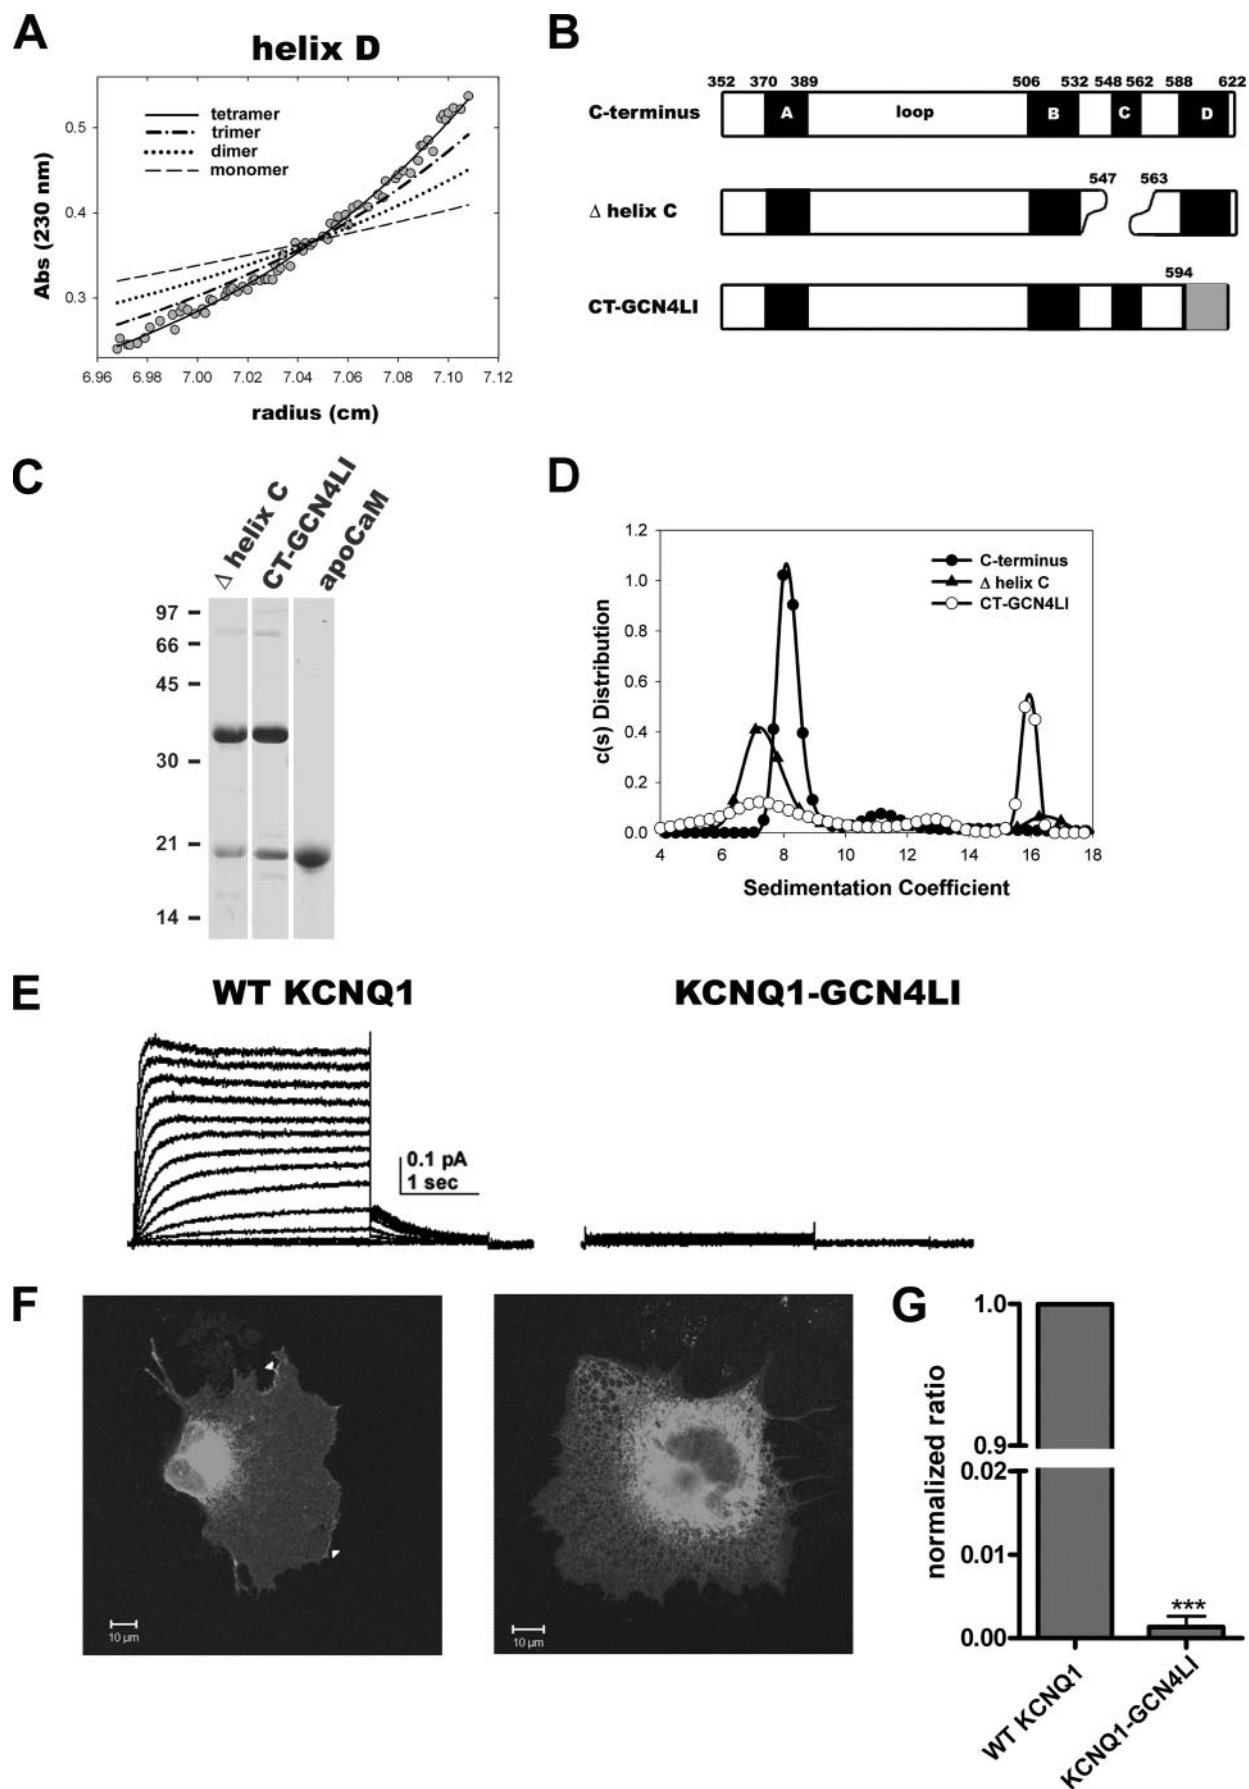 A
helix D
tetramer
trimer
dimer
monomer
0.5
0.4
0.3
Abs (230 nm)
6.96 6.98 7.00 7.02 7.04 7.06 7.08 7.10 7.12
radius (cm)
B
352 370 389 506 532 548 562 588 622
C-terminus A loop B C D
547 563
Δ helix C
594
CT-GCN4LI
C
Δ helix C
CT-GCN4LI
apoCaM
97
66
45
30
21
14
D
1.2
1.0
0.8
0.6
0.4
0.2
0.0
c(s) Distribution
C-terminus
Δ helix C
CT-GCN4LI
4 6 8 10 12 14 16 18
Sedimentation Coefficient
E
WT KCNQ1 KCNQ1-GCN4LI
0.1 pA
1 sec
F
10 µm
10 µm
G
1.0
0.9
0.02
0.01
0.00
normalized ratio
***
WT KCNQ1
KCNQ1-GCN4LI